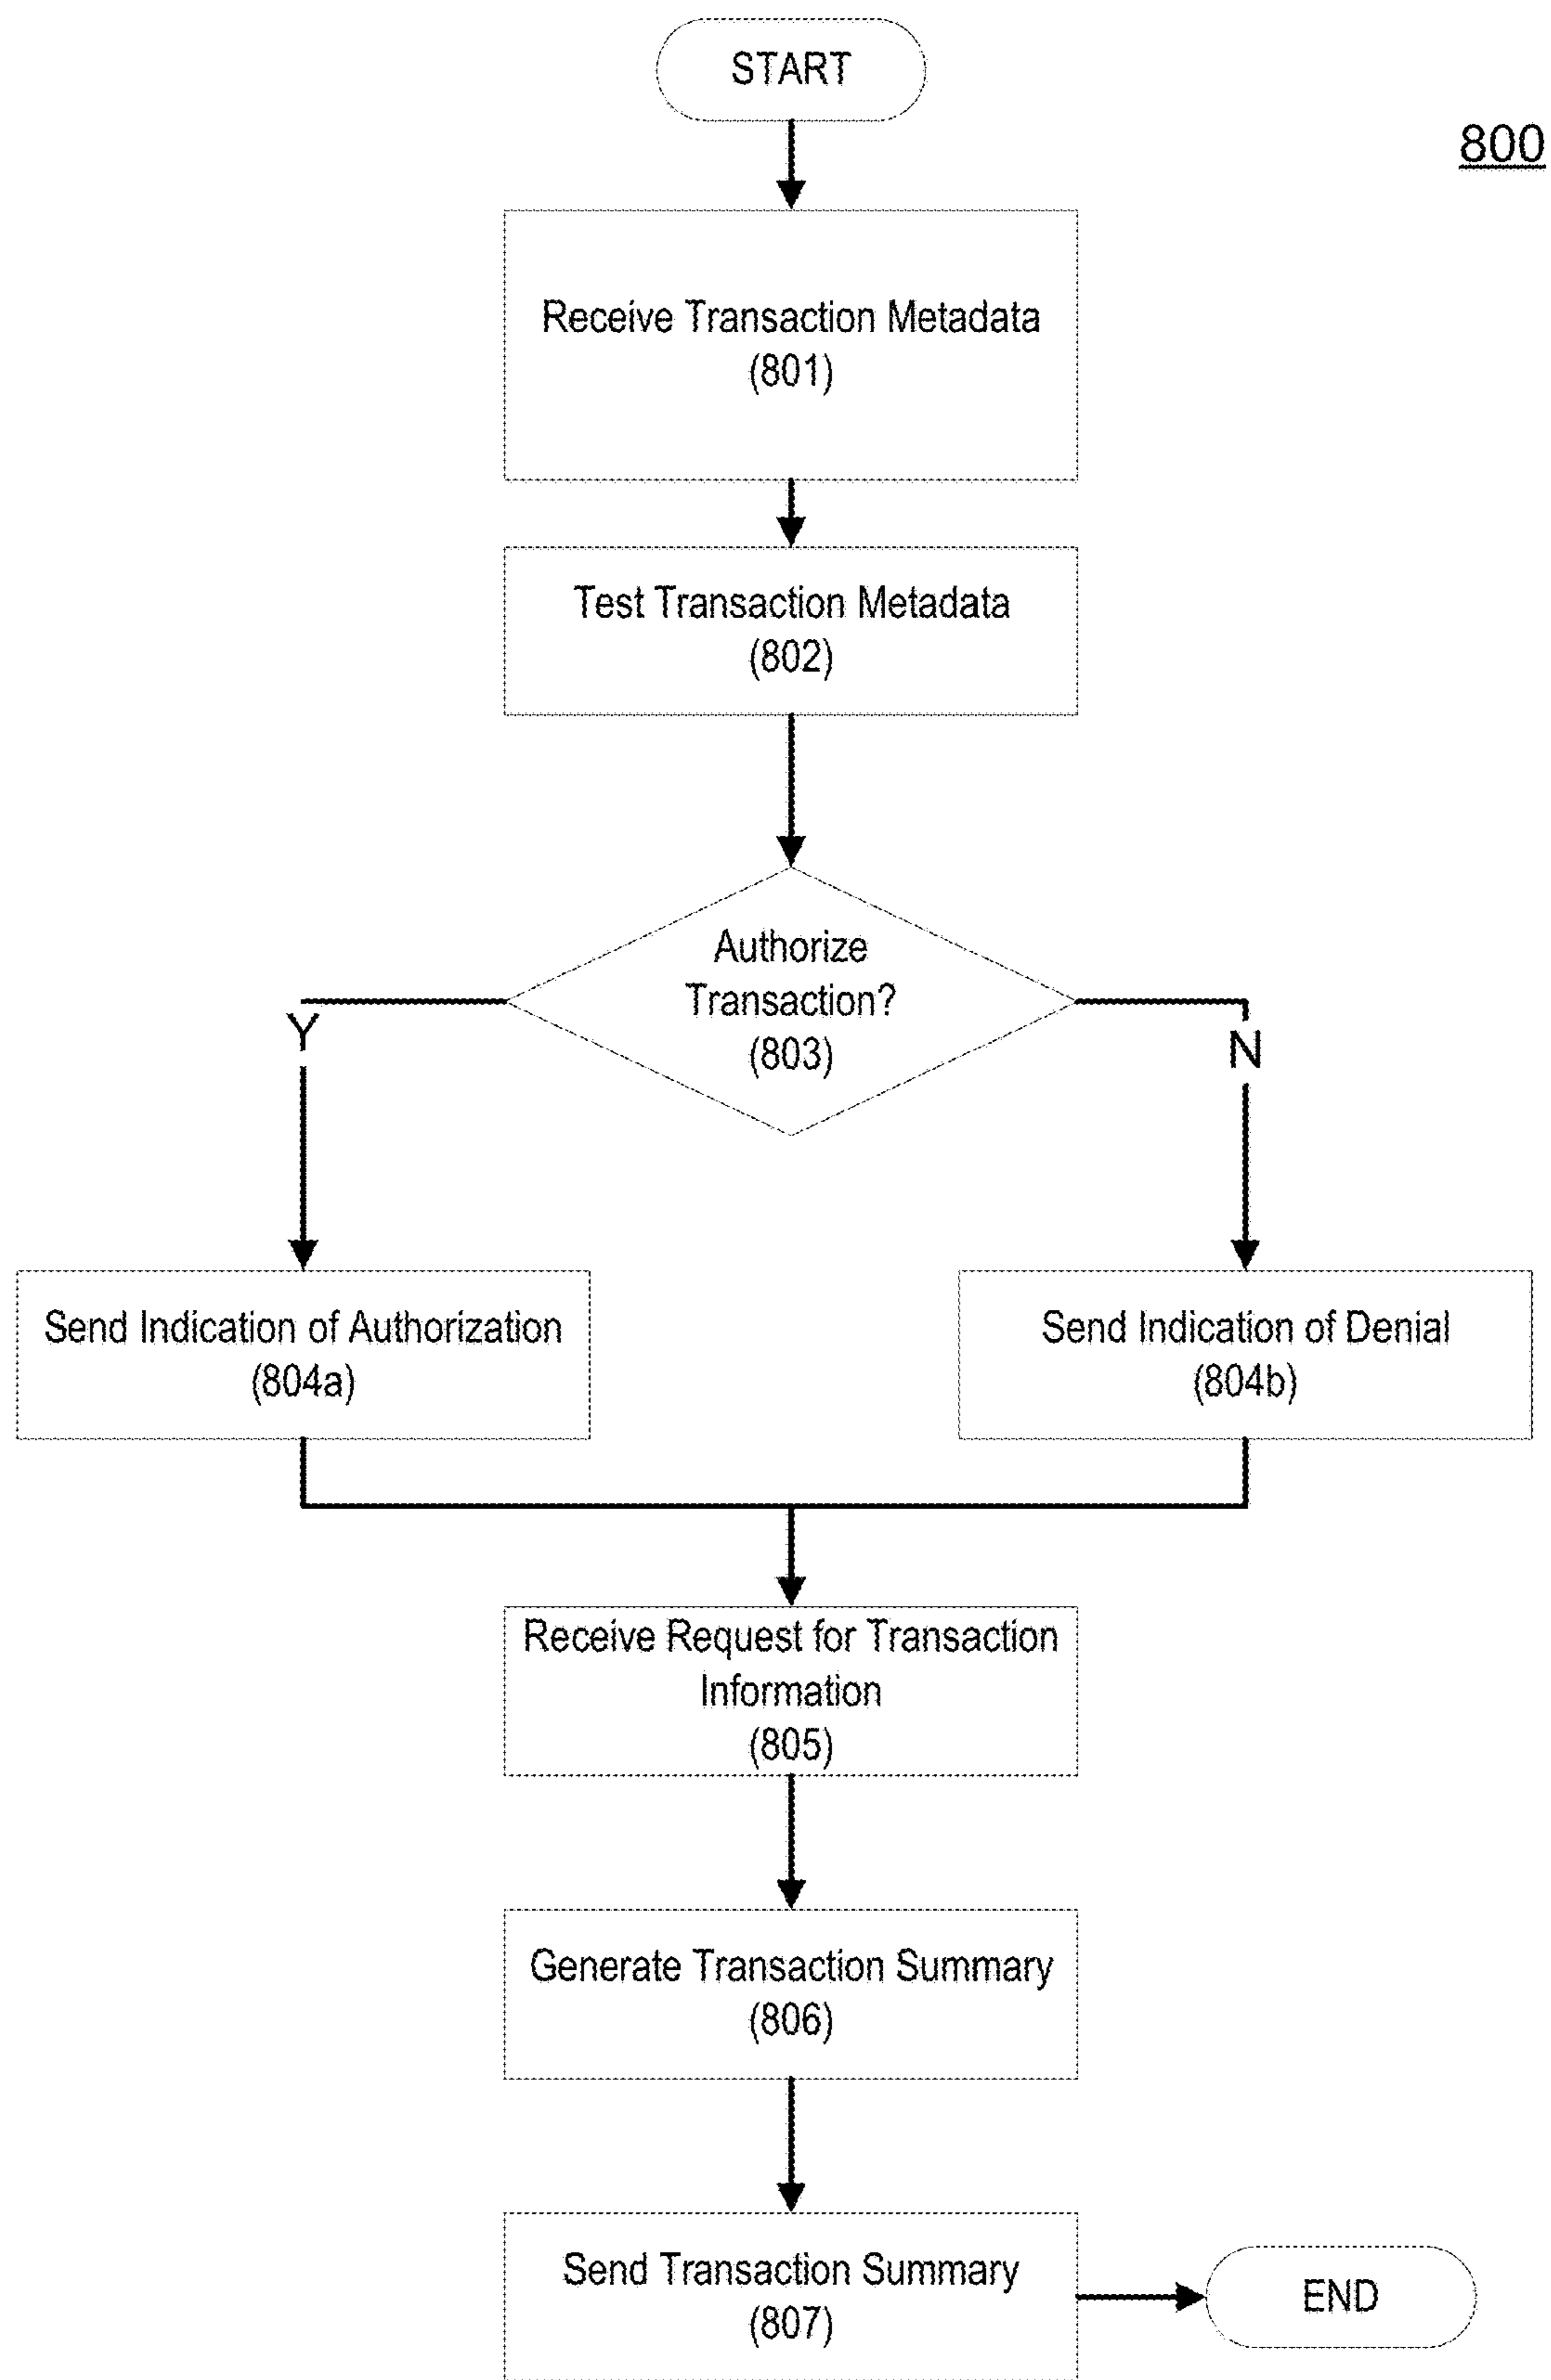 START
800
Receive Transaction Metadata
(801)
Test Transaction Metadata
(802)
Authorize
Transaction?
(803)
Y
N
Send Indication of Authorization
(804a)
Send Indication of Denial
(804b)
Receive Request for Transaction
Information
(805)
Generate Transaction Summary
(806)
Send Transaction Summary
(807)
END